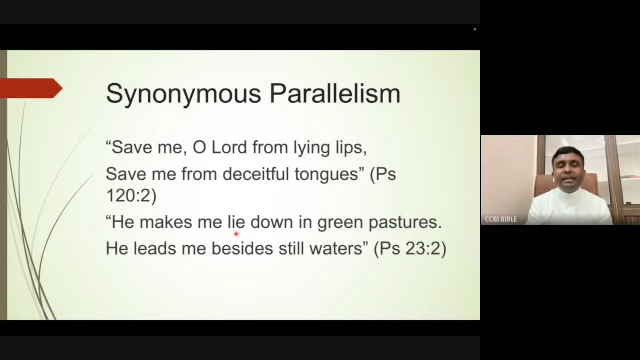 Synonymous Parallelism
“Save me, O Lord from lying lips,
Save me from deceitful tongues” (Ps
120:2)
“He makes me lie down in green pastures.
He leads me besides still waters” (Ps 23:2)
CCBI BIBLE